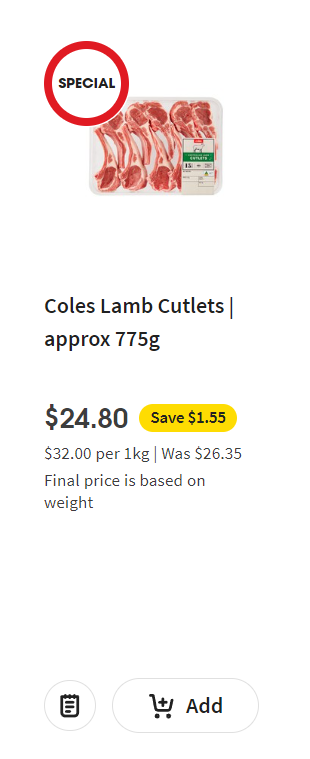 SPECIAL
Coles Lamb Cutlets |
approx 775g
$24.80 Save $1.55
$32.00 per 1kg | Was $26.35
Final price is based on
weight
Add